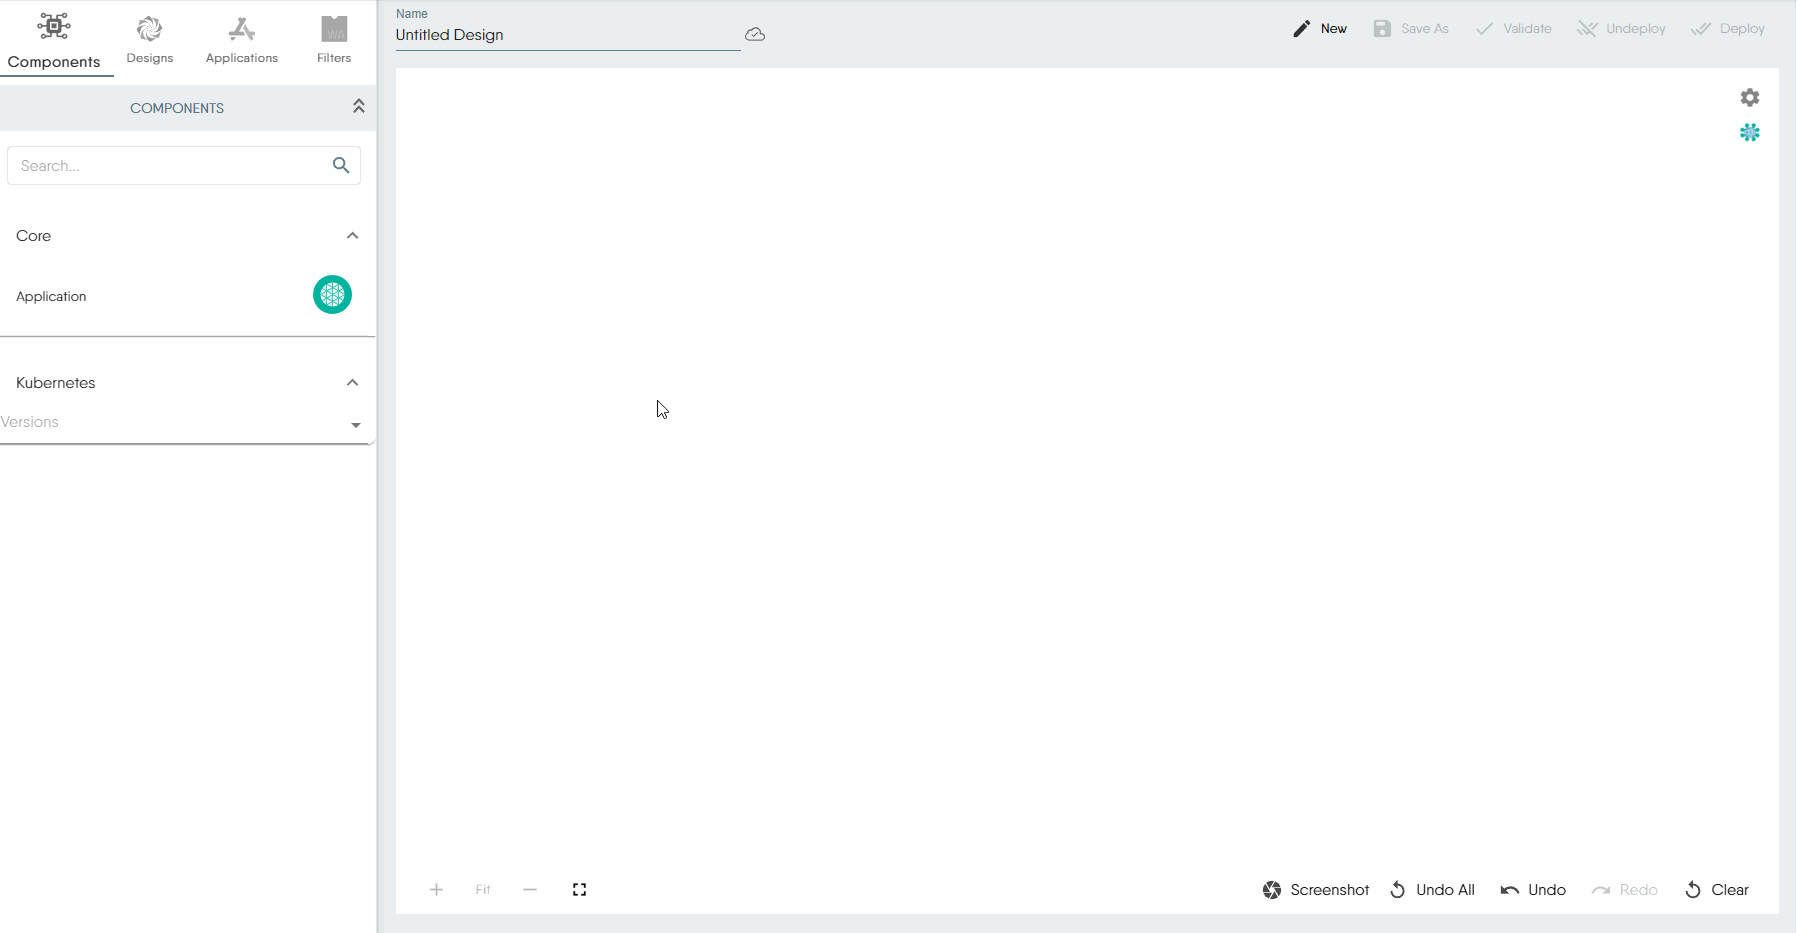 Components
Designs
Applications
Filters
WA
COMPONENTS
Search...
Core
Application
Kubernetes
Versions
Name
Untitled Design
New
Save As
Validate
Undeploy
Deploy
Fit
Screenshot
Undo All
Undo
Redo
Clear